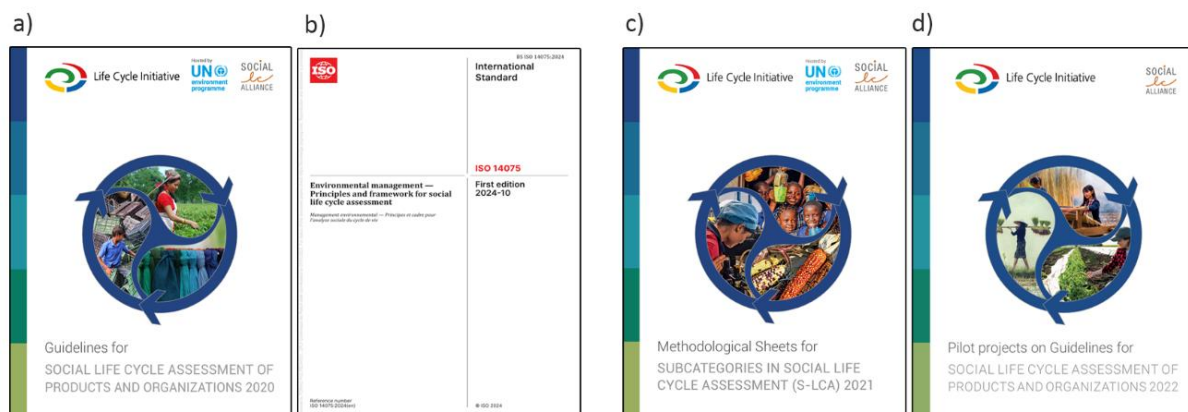 a)
Life Cycle Initiative
Hosted by
UN
environment
programme
SOCIAL
lc
ALLIANCE
Guidelines for
SOCIAL LIFE CYCLE ASSESSMENT OF
PRODUCTS AND ORGANIZATIONS 2020
b)
BS ISO 14075:2024
ISO
International
Standard
ISO 14075
Environmental management —
Principles and framework for social
life cycle assessment
Management environnemental — Principes et cadre pour
l'analyse sociale du cycle de vie
First edition
2024-10
Reference number
ISO 14075:2024(en)
© ISO 2024
c)
Life Cycle Initiative
Hosted by
UN
environment
programme
SOCIAL
lc
ALLIANCE
Methodological Sheets for
SUBCATEGORIES IN SOCIAL LIFE
CYCLE ASSESSMENT (S-LCA) 2021
d)
Life Cycle Initiative
SOCIAL
lc
ALLIANCE
Pilot projects on Guidelines for
SOCIAL LIFE CYCLE ASSESSMENT OF
PRODUCTS AND ORGANIZATIONS 2022